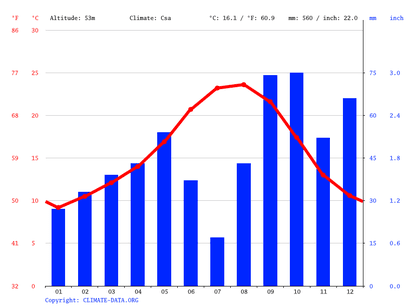 °F °C Altitude: 53m Climate: Csa °C: 16.1 / °F: 60.9 mm: 560 / inch: 22.0 mm inch
86 30
77 25 75 3.0
68 20 60 2.4
59 15 45 1.8
50 10 30 1.2
41 5 15 0.6
32 0 0 0.0
01 02 03 04 05 06 07 08 09 10 11 12
Copyright: CLIMATE-DATA.ORG